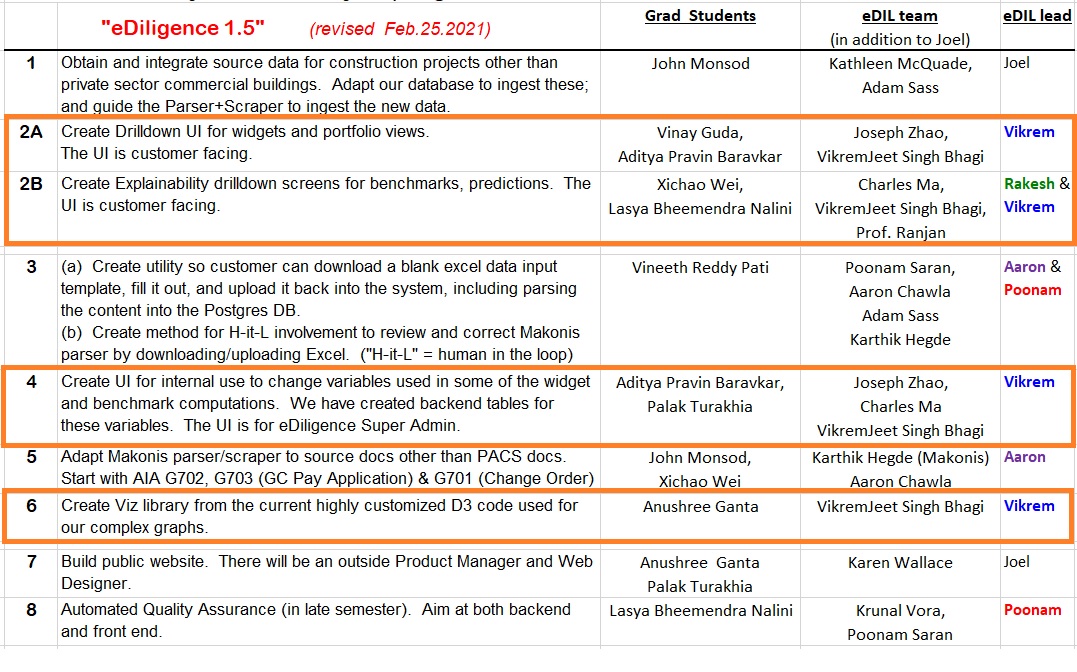 "eDiligence 1.5" (revised Feb.25.2021)
Grad Students
eDIL team
(in addition to Joel)
eDIL lead
1
Obtain and integrate source data for construction projects other than
private sector commercial buildings. Adapt our database to ingest these;
and guide the Parser+Scraper to ingest the new data.
John Monsod
Kathleen McQuade,
Adam Sass
Joel
2A
Create Drilldown UI for widgets and portfolio views.
The UI is customer facing.
Vinay Guda,
Aditya Pravin Baravkar
Joseph Zhao,
VikremJeet Singh Bhagi
Vikrem
2B
Create Explainability drilldown screens for benchmarks, predictions. The
UI is customer facing.
Xichao Wei,
Lasya Bheemendra Nalini
Charles Ma,
VikremJeet Singh Bhagi,
Prof. Ranjan
Rakesh &
Vikrem
3
(a) Create utility so customer can download a blank excel data input
template, fill it out, and upload it back into the system, including parsing
the content into the Postgres DB.
(b) Create method for H-it-L involvement to review and correct Makonis
parser by downloading/uploading Excel. ("H-it-L" = human in the loop)
Vineeth Reddy Pati
Poonam Saran,
Aaron Chawla
Adam Sass
Karthik Hegde
Aaron &
Poonam
4
Create UI for internal use to change variables used in some of the widget
and benchmark computations. We have created backend tables for
these variables. The UI is for eDiligence Super Admin.
Aditya Pravin Baravkar,
Palak Turakhia
Joseph Zhao,
Charles Ma
VikremJeet Singh Bhagi
Vikrem
5
Adapt Makonis parser/scraper to source docs other than PACS docs.
Start with AIA G702, G703 (GC Pay Application) & G701 (Change Order)
John Monsod,
Xichao Wei
Karthik Hegde (Makonis)
Aaron Chawla
Aaron
6
Create Viz library from the current highly customized D3 code used for
our complex graphs.
Anushree Ganta
VikremJeet Singh Bhagi
Vikrem
7
Build public website. There will be an outside Product Manager and Web
Designer.
Anushree Ganta
Palak Turakhia
Karen Wallace
Joel
8
Automated Quality Assurance (in late semester). Aim at both backend
and front end.
Lasya Bheemendra Nalini
Krunal Vora,
Poonam Saran
Poonam